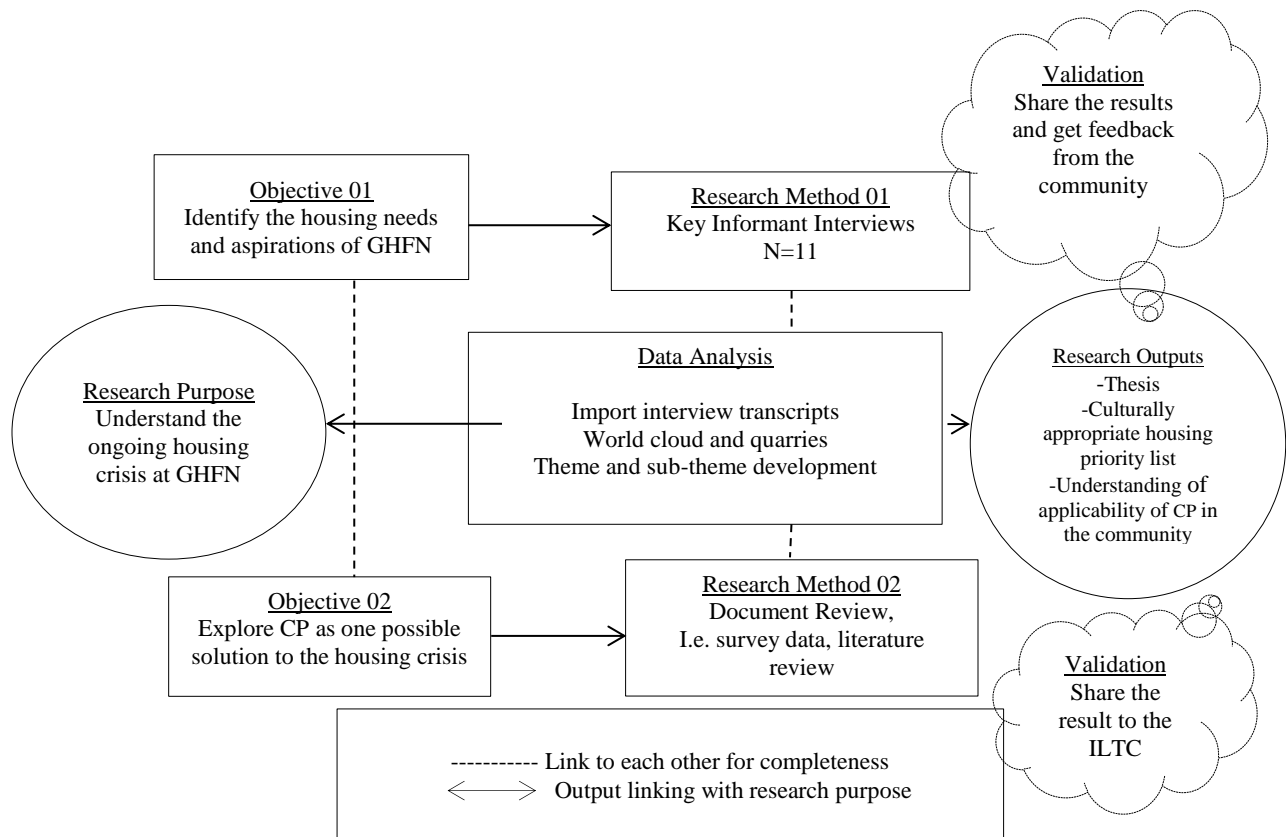 Validation
Share the results
and get feedback
from the
community
Objective 01
Identify the housing needs
and aspirations of GHFN
Research Method 01
Key Informant Interviews
N=11
Research Purpose
Understand the
ongoing housing
crisis at GHFN
Data Analysis
Import interview transcripts
World cloud and quarries
Theme and sub-theme development
Research Outputs
-Thesis
-Culturally
appropriate housing
priority list
-Understanding of
applicability of CP in
the community
Objective 02
Explore CP as one possible
solution to the housing crisis
Research Method 02
Document Review,
I.e. survey data, literature
review
Validation
Share the
result to the
ILTC
Link to each other for completeness
Output linking with research purpose